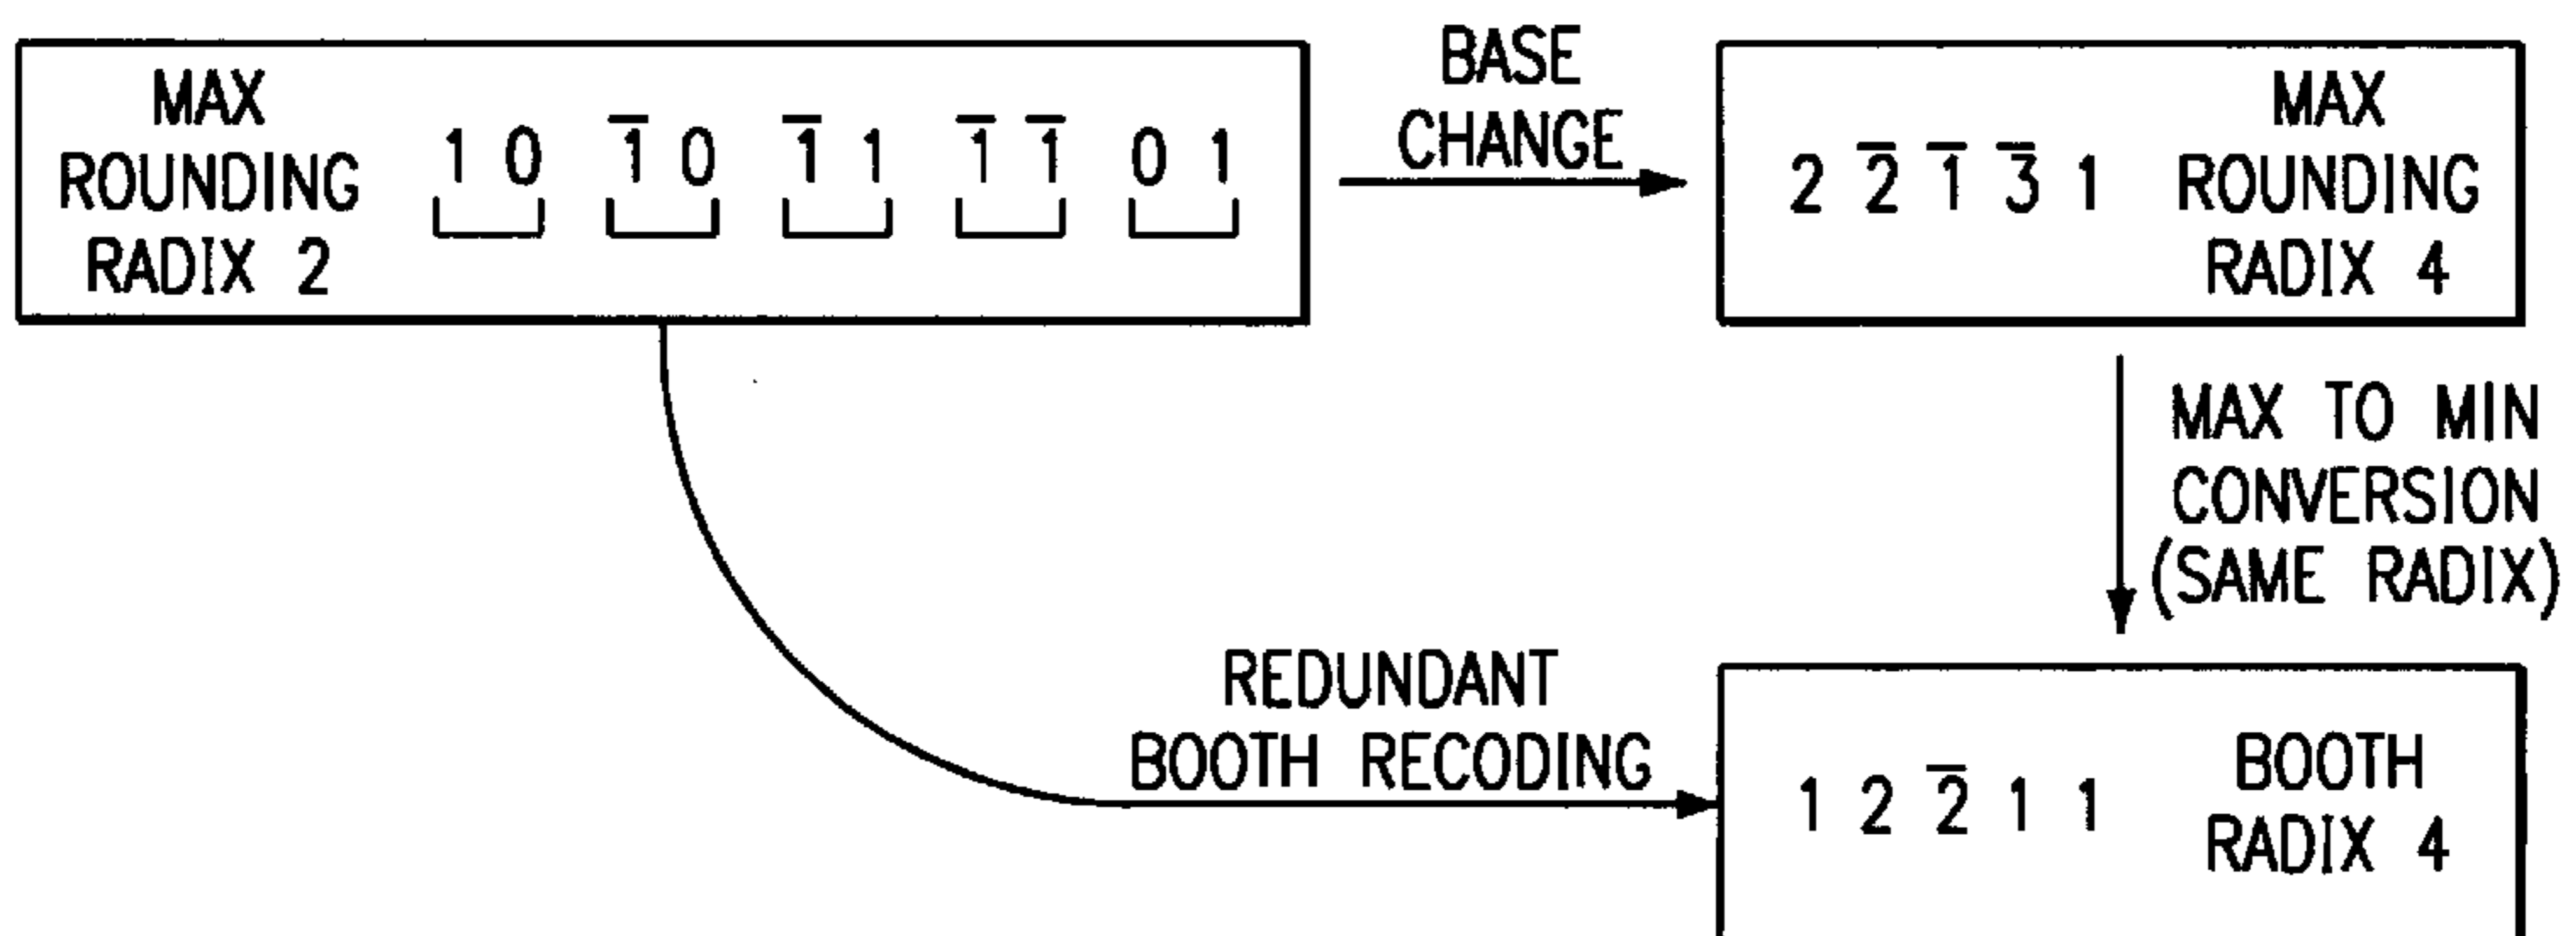 MAX
ROUNDING
RADIX 2
1 0 1̅ 0 1̅ 1 1̅ 1̅ 0 1
BASE
CHANGE
2 2̅ 1̅ 3̅ 1
MAX
ROUNDING
RADIX 4
MAX TO MIN
CONVERSION
(SAME RADIX)
REDUNDANT
BOOTH RECODING
1 2 2̅ 1 1
BOOTH
RADIX 4